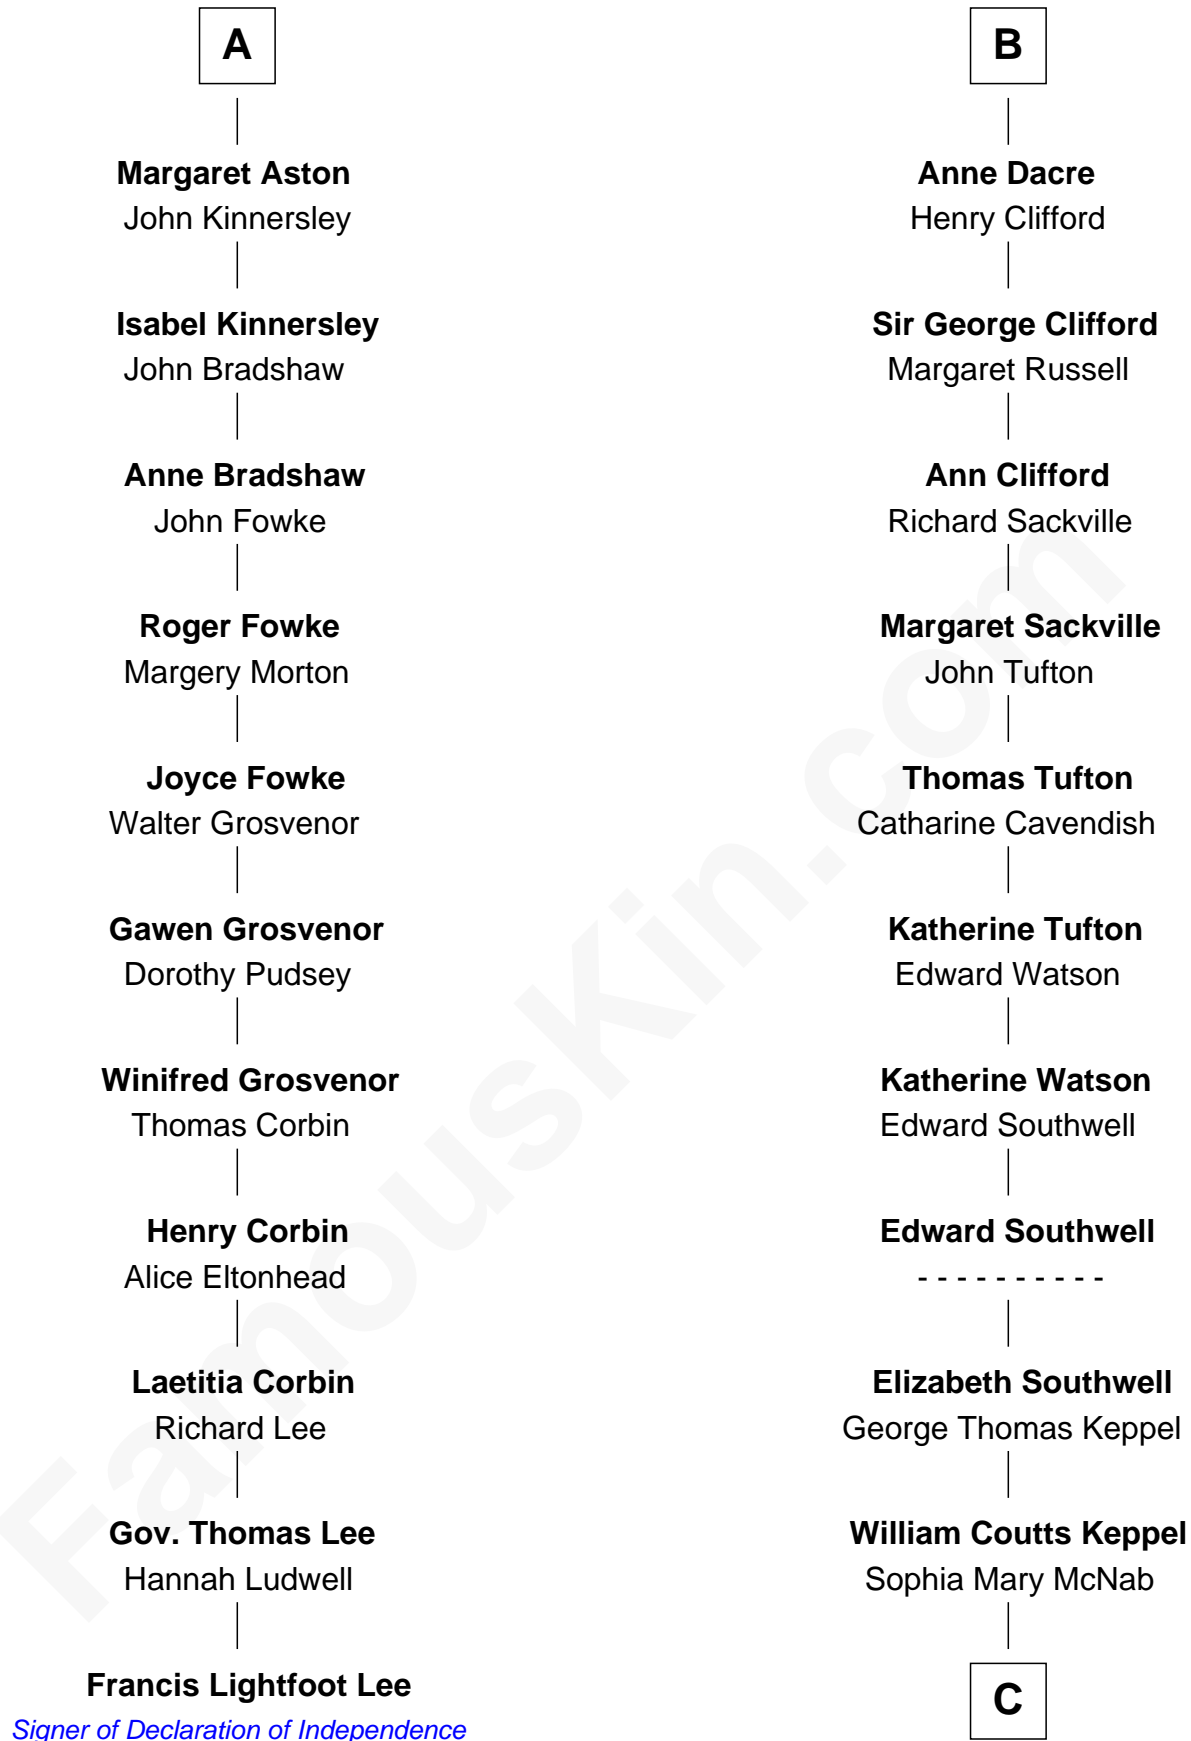 A
Margaret Aston
John Kinnersley
Isabel Kinnersley
John Bradshaw
Anne Bradshaw
John Fowke
Roger Fowke
Margery Morton
Joyce Fowke
Walter Grosvenor
Gawen Grosvenor
Dorothy Pudsey
Winifred Grosvenor
Thomas Corbin
Henry Corbin
Alice Eltonhead
Laetitia Corbin
Richard Lee
Gov. Thomas Lee
Hannah Ludwell
Francis Lightfoot Lee
Signer of Declaration of Independence
B
Anne Dacre
Henry Clifford
Sir George Clifford
Margaret Russell
Ann Clifford
Richard Sackville
Margaret Sackville
John Tufton
Thomas Tufton
Catharine Cavendish
Katherine Tufton
Edward Watson
Katherine Watson
Edward Southwell
Edward Southwell
- - - - - - - - - -
Elizabeth Southwell
George Thomas Keppel
William Coutts Keppel
Sophia Mary McNab
C
FamousKin.com